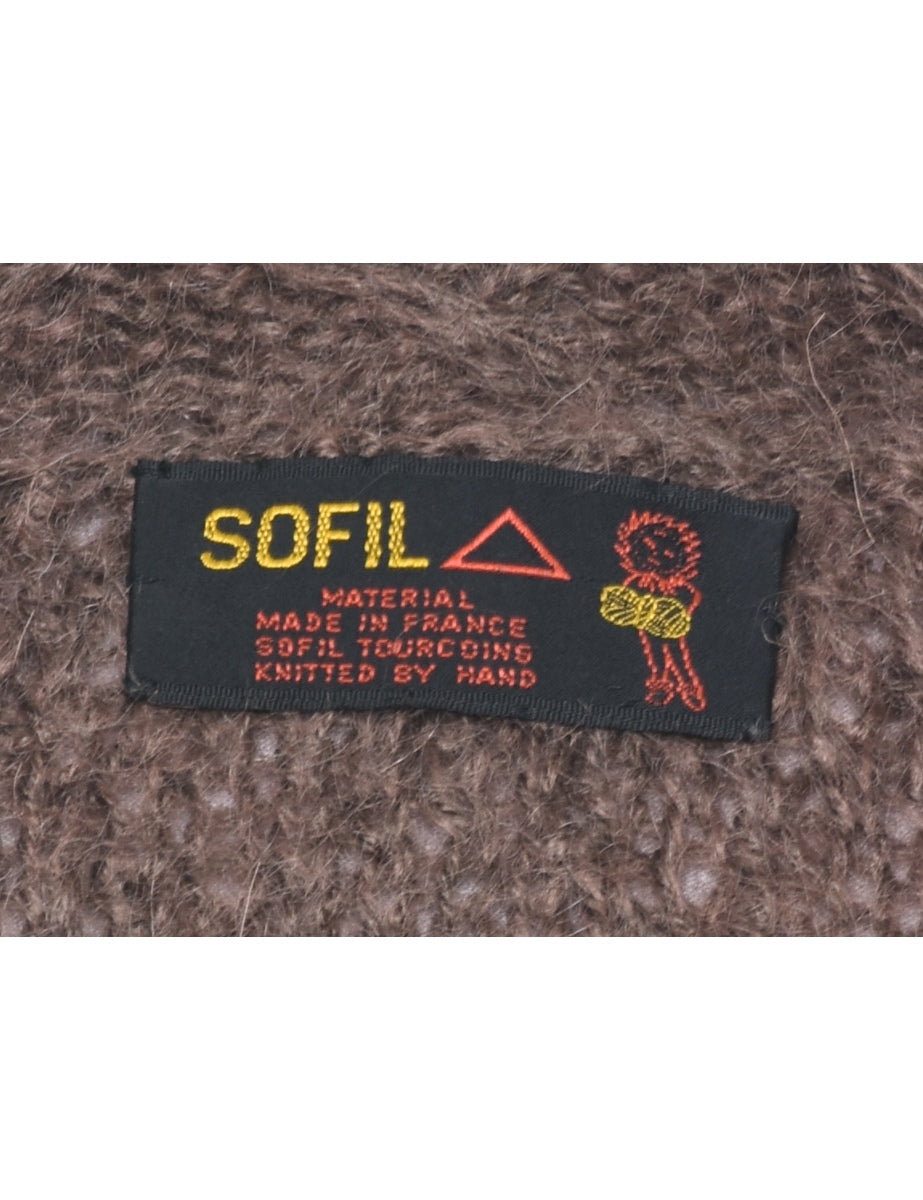 SOFIL
MATERIAL
MADE IN FRANCE
SOFIL TOURCOING
KNITTED BY HAND